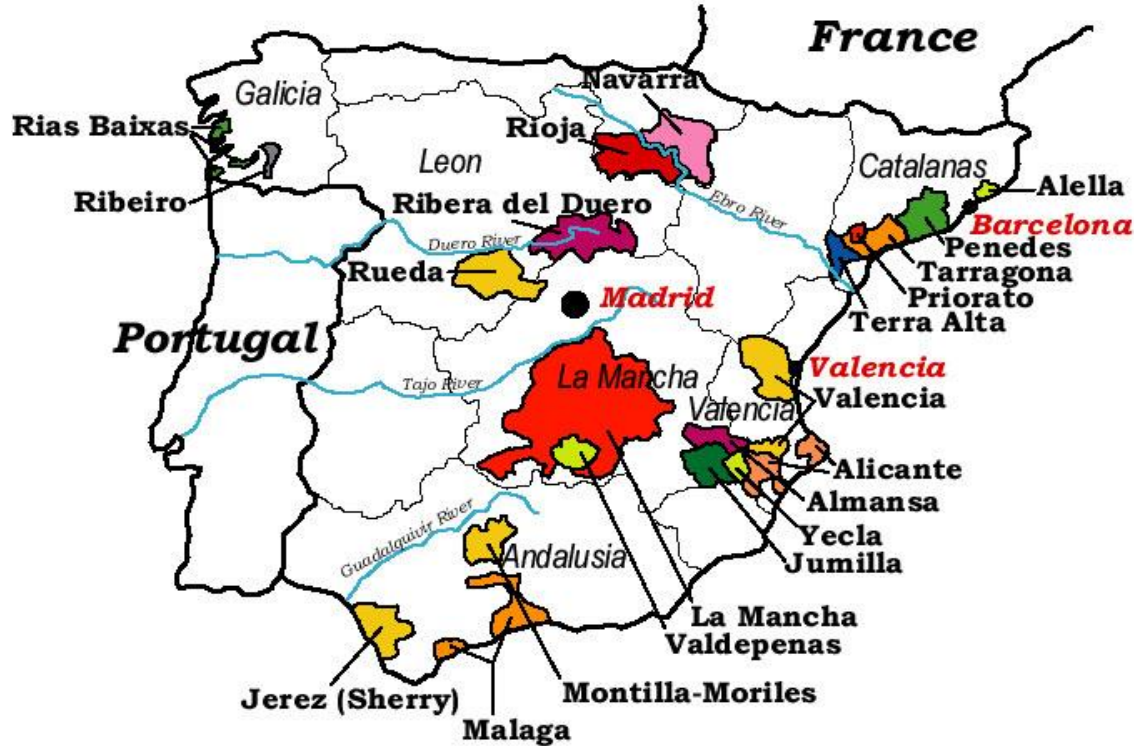 France
Navarra
Galicia
Rias Baixas
Rioja
Leon
Catalanas
Ribeiro
Ribera del Duero
Alella
Ebro River
Barcelona
Duero River
Penedes
Rueda
Tarragona
Madrid
Priorato
Terra Alta
Portugal
Valencia
La Mancha
Tajo River
Valencia
Valencia
Alicante
Almansa
Yecla
Guadalquivir River
Andalusia
Jumilla
La Mancha
Valdepenas
Jerez (Sherry)
Montilla-Moriles
Malaga